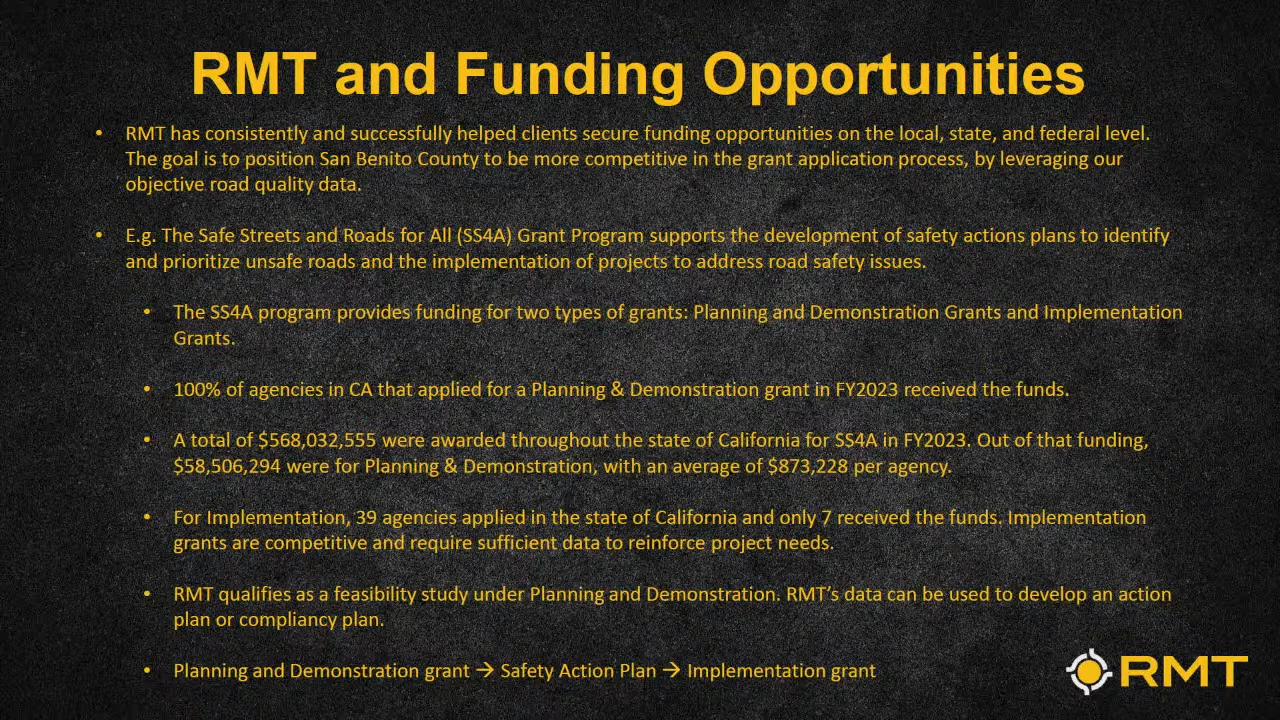 RMT and Funding Opportunities
• RMT has consistently and successfully helped clients secure funding opportunities on the local, state, and federal level.
The goal is to position San Benito County to be more competitive in the grant application process, by leveraging our
objective road quality data.
• E.g. The Safe Streets and Roads for All (SS4A) Grant Program supports the development of safety actions plans to identify
and prioritize unsafe roads and the implementation of projects to address road safety issues.
• The SS4A program provides funding for two types of grants: Planning and Demonstration Grants and Implementation
Grants.
• 100% of agencies in CA that applied for a Planning & Demonstration grant in FY2023 received the funds.
• A total of $568,032,555 were awarded throughout the state of California for SS4A in FY2023. Out of that funding,
$58,506,294 were for Planning & Demonstration, with an average of $873,228 per agency.
• For Implementation, 39 agencies applied in the state of California and only 7 received the funds. Implementation
grants are competitive and require sufficient data to reinforce project needs.
• RMT qualifies as a feasibility study under Planning and Demonstration. RMT’s data can be used to develop an action
plan or compliancy plan.
• Planning and Demonstration grant → Safety Action Plan → Implementation grant
RMT